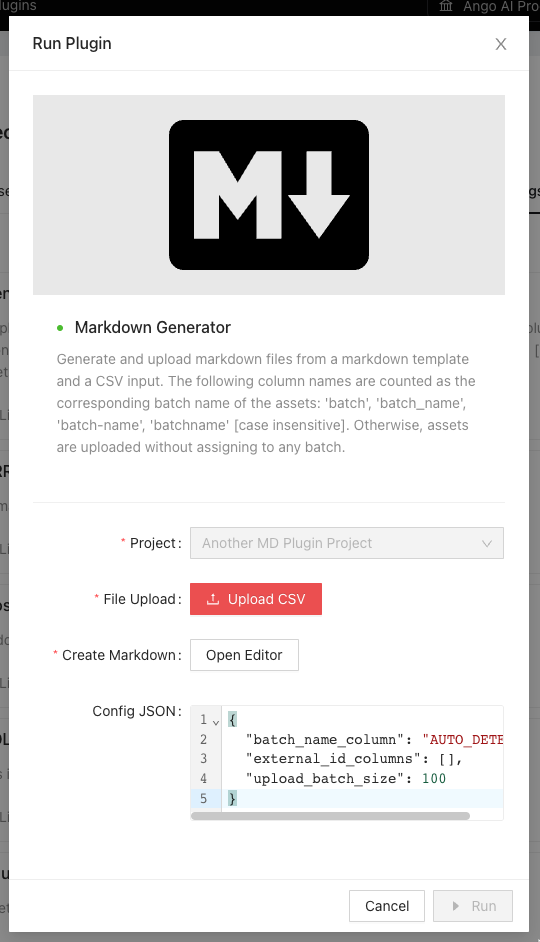 Ango AI Pro
Run Plugin
M
Markdown Generator
Generate and upload markdown files from a markdown template
and a CSV input. The following column names are counted as the
corresponding batch name of the assets: 'batch', 'batch_name',
'batch-name', 'batchname' [case insensitive]. Otherwise, assets
are uploaded without assigning to any batch.
* Project:
Another MD Plugin Project
* File Upload:
Upload CSV
* Create Markdown:
Open Editor
Config JSON:
1 {
2 "batch_name_column": "AUTO_DETE
3 "external_id_columns": [],
4 "upload_batch_size": 100
5 }
Cancel
Run